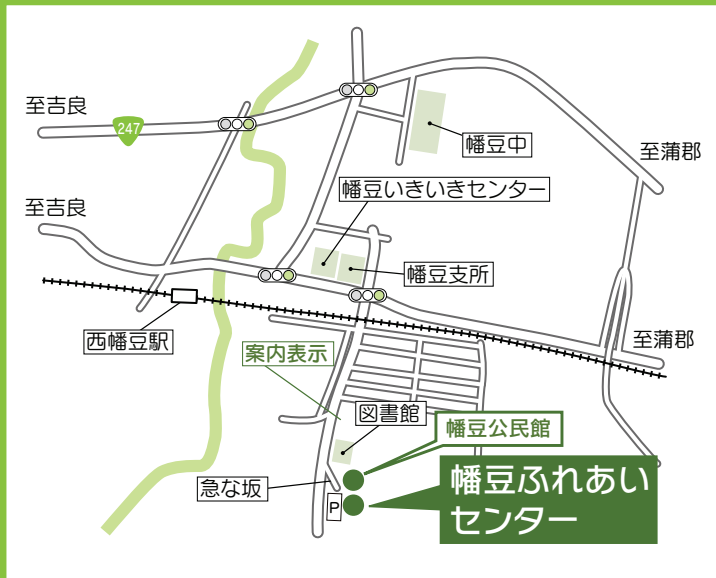 至吉良
247
幡豆中
至蒲郡
幡豆いきいきセンター
至吉良
幡豆支所
西幡豆駅
至蒲郡
案内表示
図書館
幡豆公民館
急な坂
P
幡豆ふれあい
センター